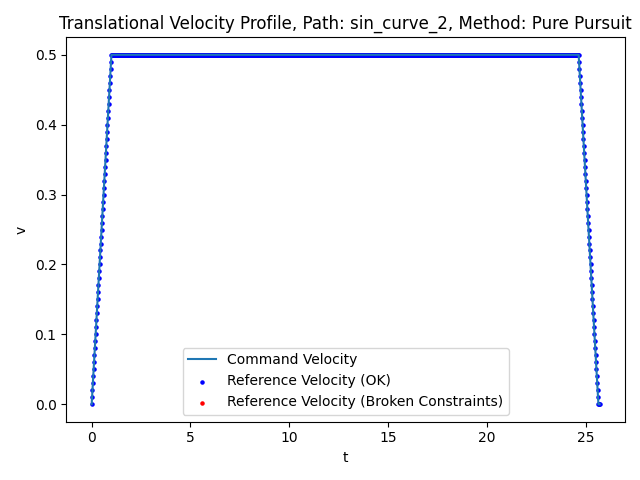 Translational Velocity Profile, Path: sin_curve_2, Method: Pure Pursuit
0.5
0.4
0.3
0.2
0.1
0.0
v
Command Velocity
Reference Velocity (OK)
Reference Velocity (Broken Constraints)
0 5 10 15 20 25
t